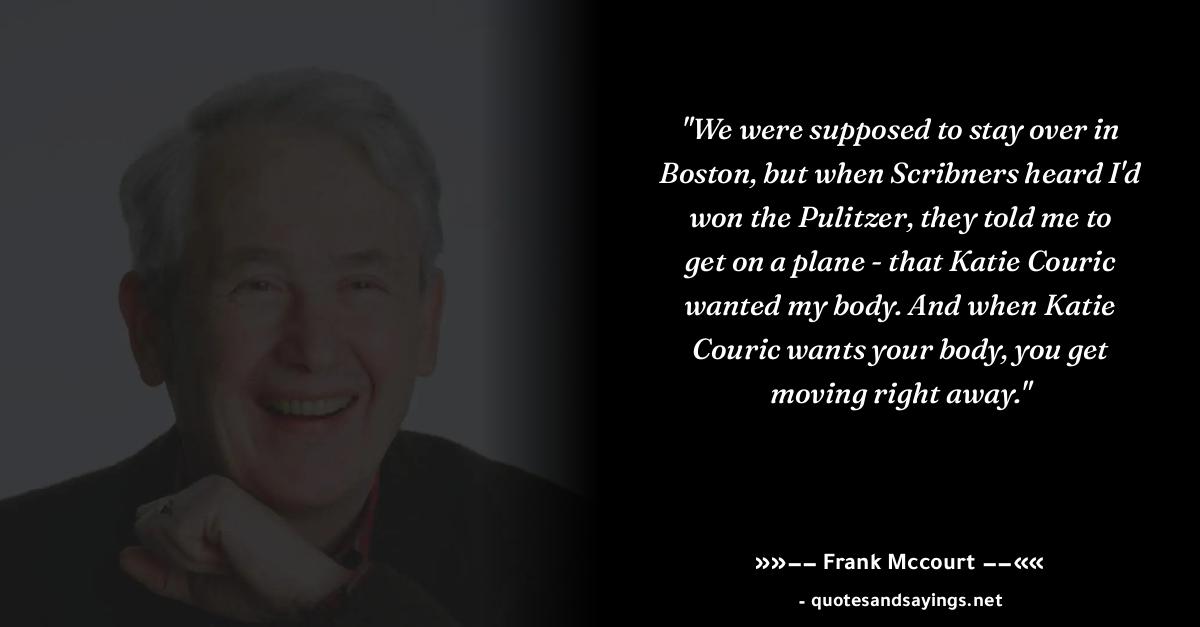 "We were supposed to stay over in
Boston, but when Scribners heard I'd
won the Pulitzer, they told me to
get on a plane - that Katie Couric
wanted my body. And when Katie
Couric wants your body, you get
moving right away."
»»–– Frank Mccourt ––««
- quotesandsayings.net